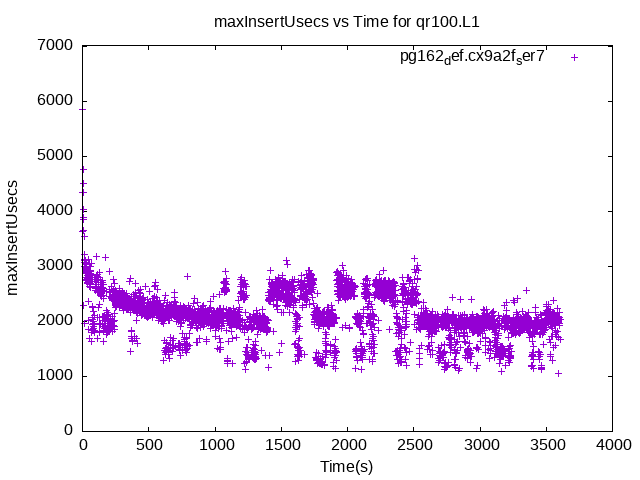 maxInsertUsecs vs Time for qr100.L1
pg162def.cx9a2fser7
7000
6000
5000
4000
3000
2000
1000
0
maxInsertUsecs
0 500 1000 1500 2000 2500 3000 3500 4000
Time(s)